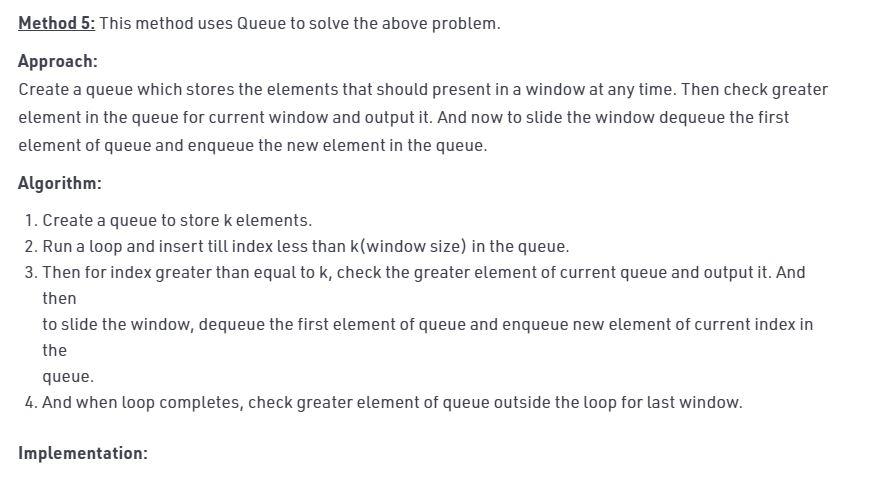 Method 5: This method uses Queue to solve the above problem.
Approach:
Create a queue which stores the elements that should present in a window at any time. Then check greater
element in the queue for current window and output it. And now to slide the window dequeue the first
element of queue and enqueue the new element in the queue.
Algorithm:
1. Create a queue to store k elements.
2. Run a loop and insert till index less than k(window size) in the queue.
3. Then for index greater than equal to k, check the greater element of current queue and output it. And
then
to slide the window, dequeue the first element of queue and enqueue new element of current index in
the
queue.
4. And when loop completes, check greater element of queue outside the loop for last window.
Implementation: